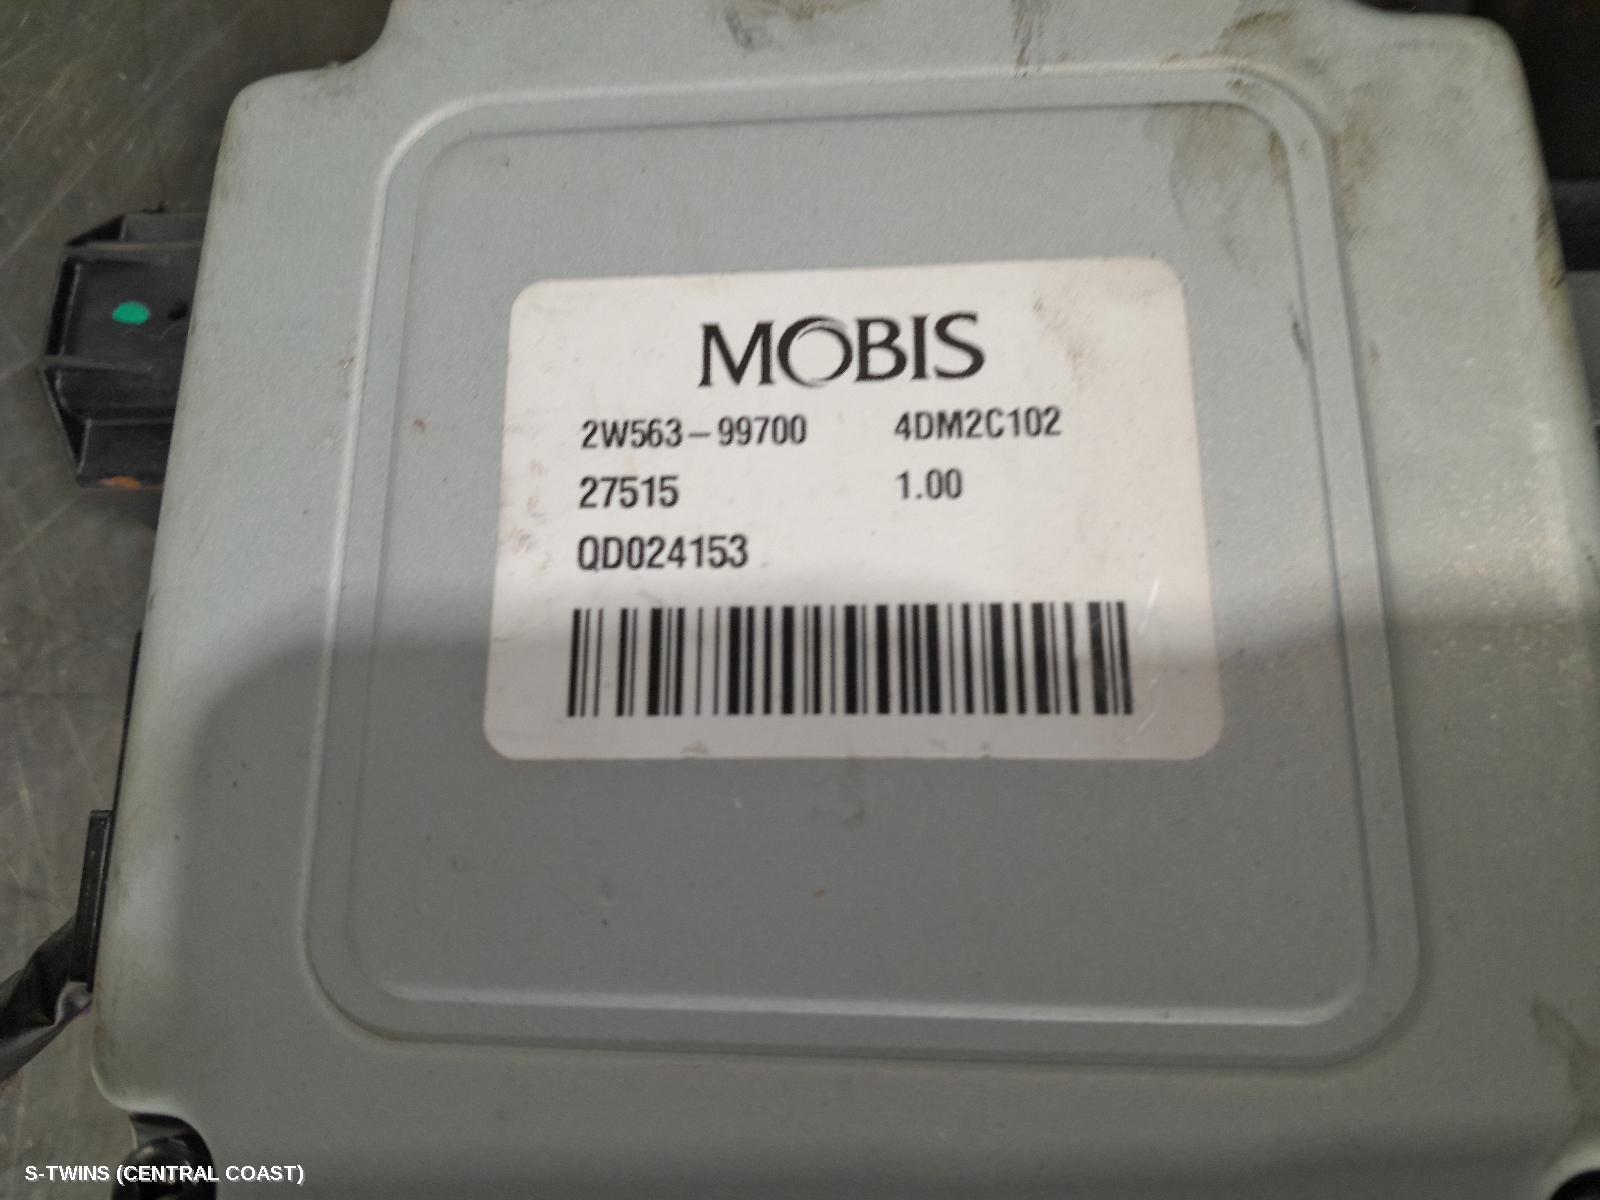 MOBIS
2W563-99700 4DM2C102
27515 1.00
QD024153
S-TWINS (CENTRAL COAST)